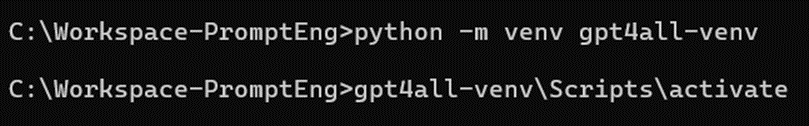 C:\Workspace-PromptEng>python -m venv gpt4all-venv
C:\Workspace-PromptEng>gpt4all-venv\Scripts\activate